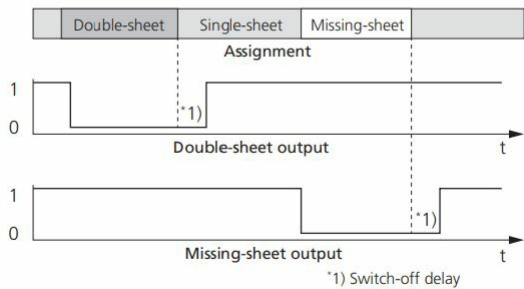 Double-sheet Single-sheet Missing-sheet
Assignment
1
0
*1)
Double-sheet output t
1
0
*1)
Missing-sheet output t
*1) Switch-off delay